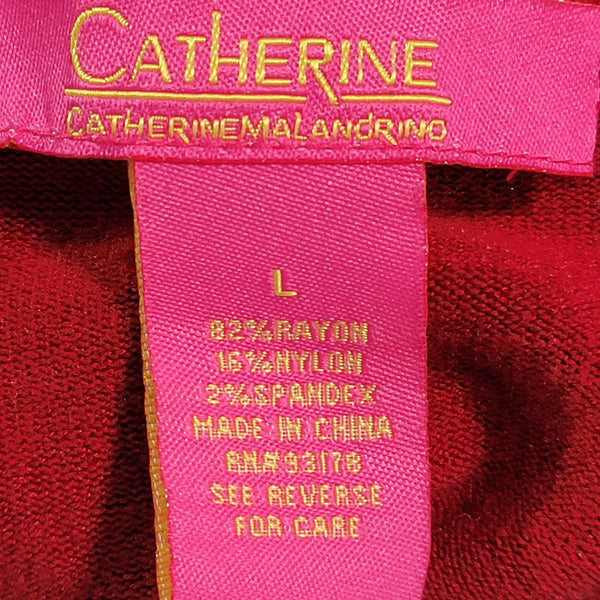 CATHERINE
CATHERINEMALANDRINO
L
82%RAYON
16%NYLON
2%SPANDEX
MADE IN CHINA
RN#93178
SEE REVERSE
FOR CARE